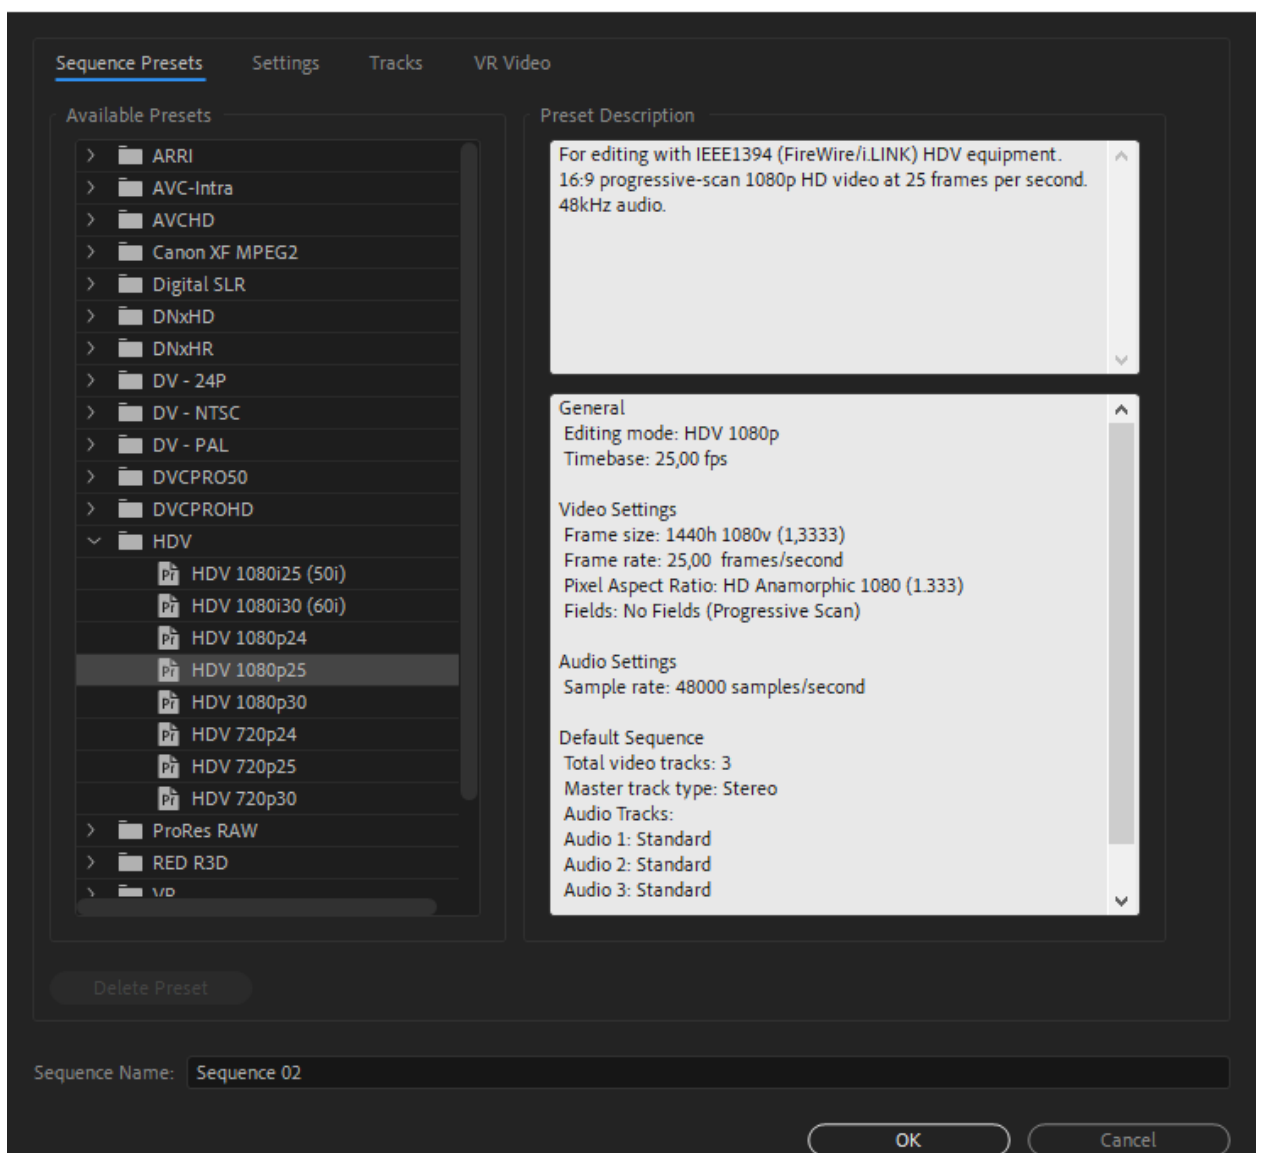 Sequence Presets Settings Tracks VR Video
Available Presets
ARRI
AVC-Intra
AVCHD
Canon XF MPEG2
Digital SLR
DNxHD
DNxHR
DV - 24P
DV - NTSC
DV - PAL
DVCPRO50
DVCPROHD
HDV
HDV 1080i25 (50i)
HDV 1080i30 (60i)
HDV 1080p24
HDV 1080p25
HDV 1080p30
HDV 720p24
HDV 720p25
HDV 720p30
ProRes RAW
RED R3D
VR
Preset Description
For editing with IEEE1394 (FireWire/i.LINK) HDV equipment.
16:9 progressive-scan 1080p HD video at 25 frames per second.
48kHz audio.
General
Editing mode: HDV 1080p
Timebase: 25,00 fps
Video Settings
Frame size: 1440h 1080v (1,3333)
Frame rate: 25,00  frames/second
Pixel Aspect Ratio: HD Anamorphic 1080 (1.333)
Fields: No Fields (Progressive Scan)
Audio Settings
Sample rate: 48000 samples/second
Default Sequence
Total video tracks: 3
Master track type: Stereo
Audio Tracks:
Audio 1: Standard
Audio 2: Standard
Audio 3: Standard
Delete Preset
Sequence Name: Sequence 02
OK Cancel